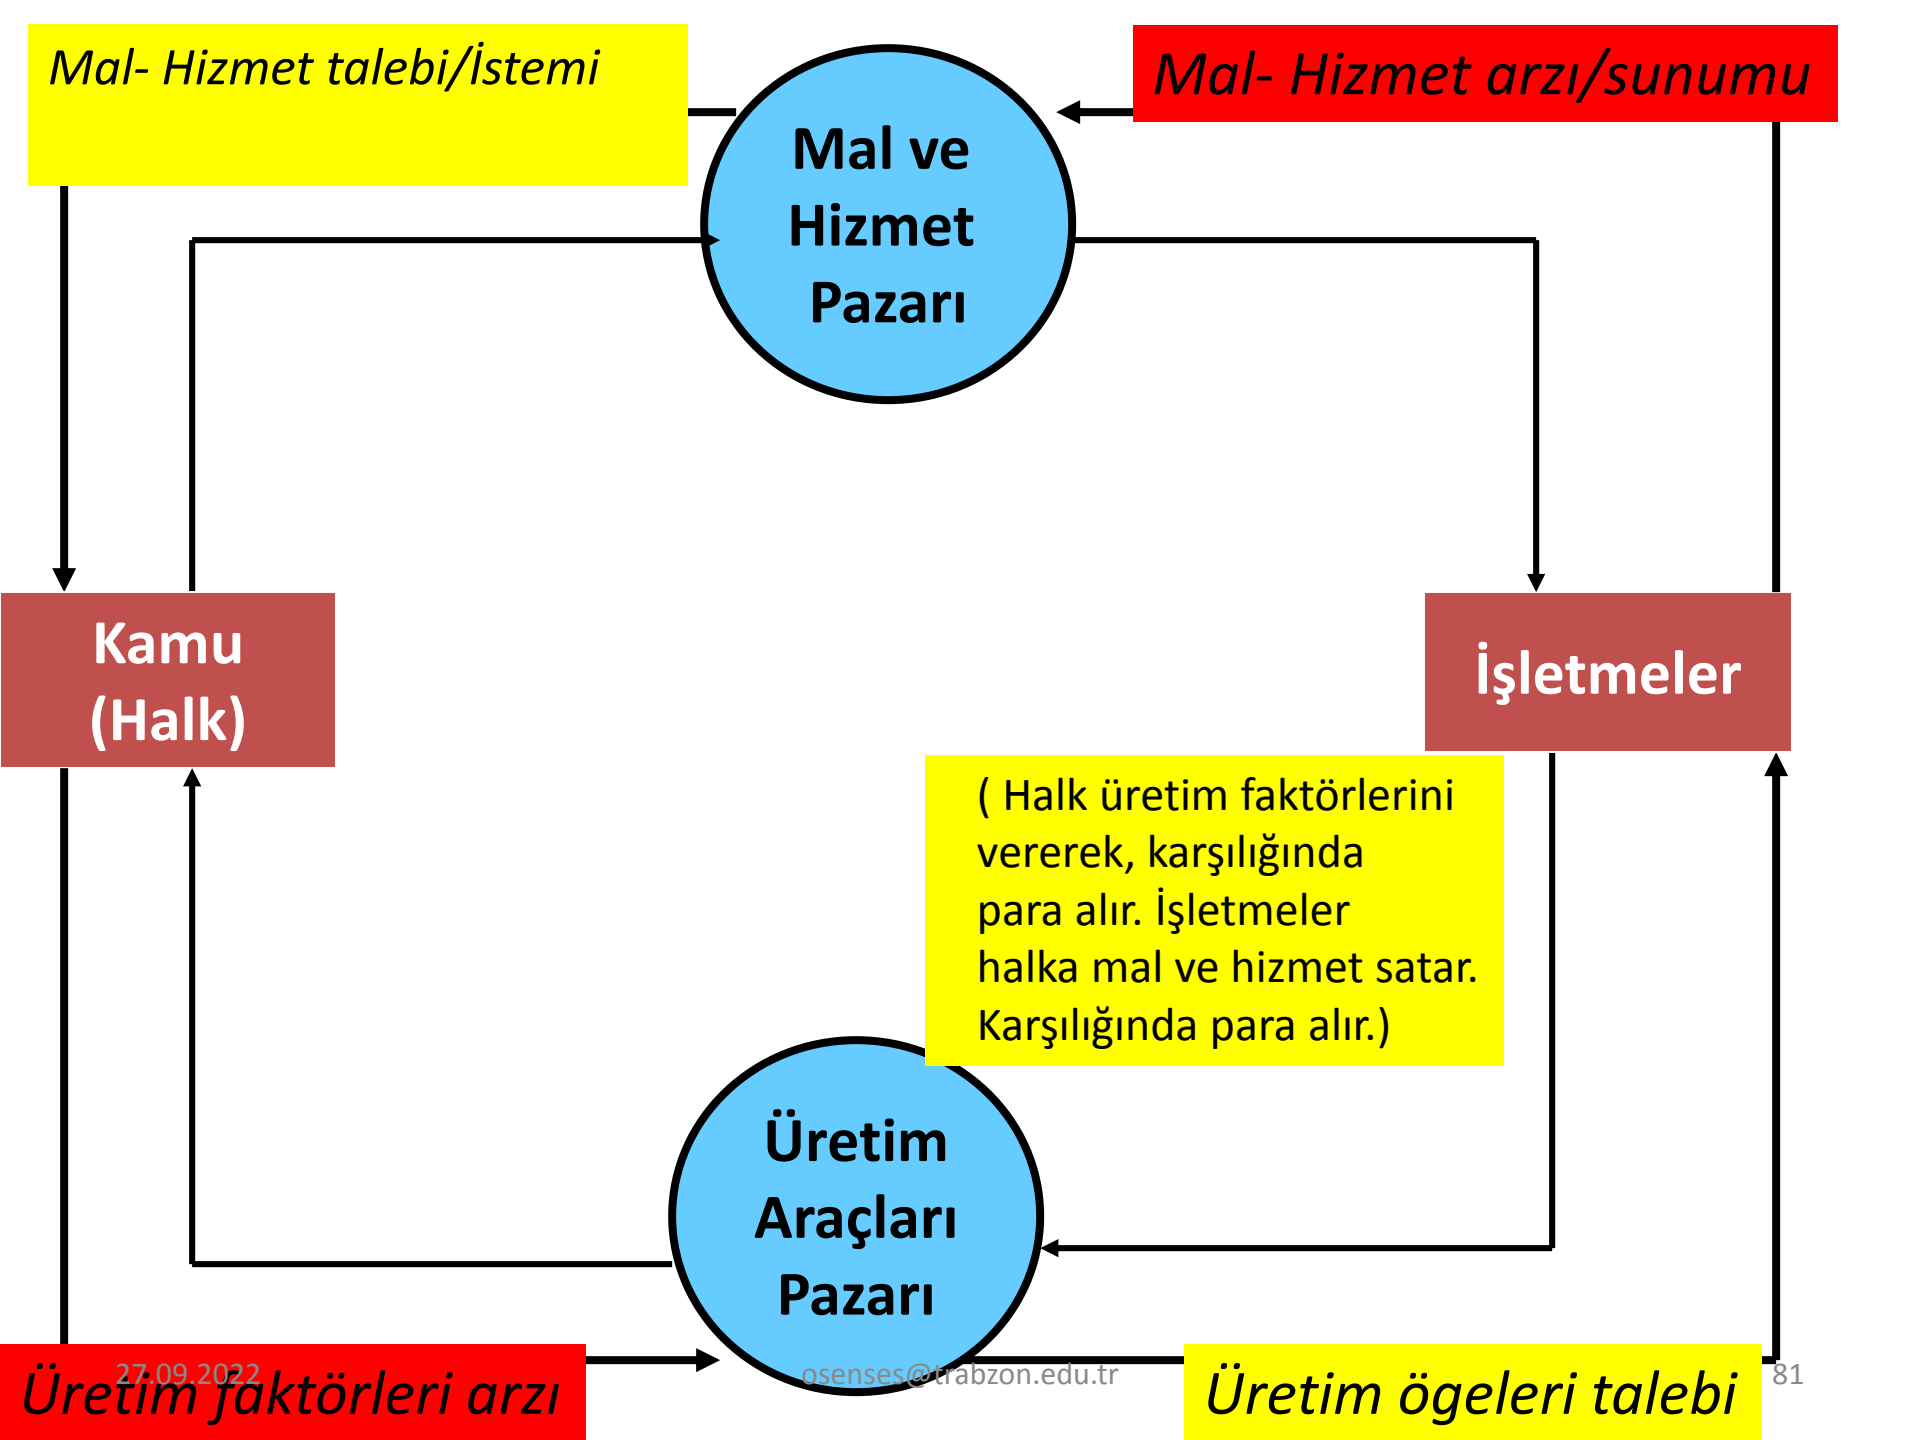 Mal- Hizmet talebi/İstemi
Mal- Hizmet arzı/sunumu
Mal ve
Hizmet
Pazarı
Kamu
(Halk)
İşletmeler
( Halk üretim faktörlerini
vererek, karşılığında
para alır. İşletmeler
halka mal ve hizmet satar.
Karşılığında para alır.)
Üretim
Araçları
Pazarı
Üretim faktörleri arzı
27.09.2022
osenses@trabzon.edu.tr
Üretim ögeleri talebi
81